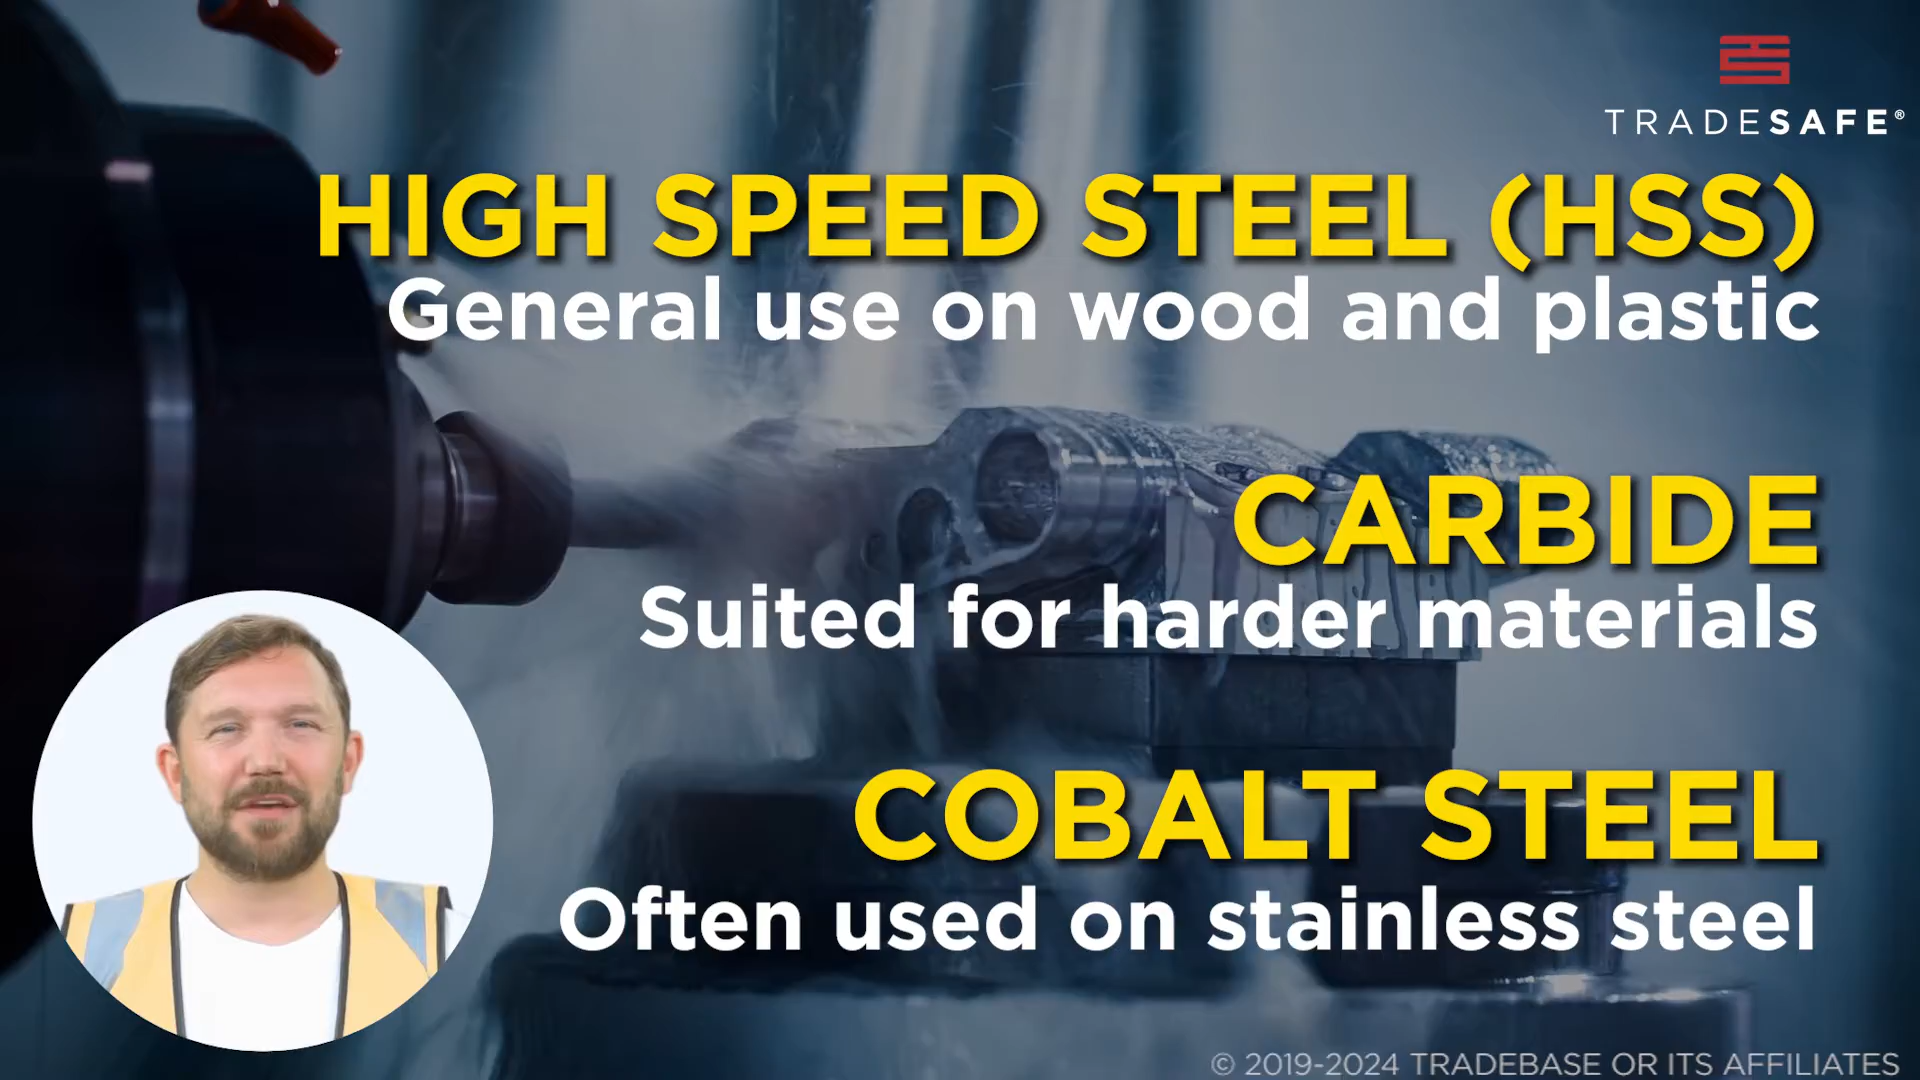 TRADESAFE®
HIGH SPEED STEEL (HSS)
General use on wood and plastic
CARBIDE
Suited for harder materials
COBALT STEEL
Often used on stainless steel
© 2019-2024 TRADEBASE OR ITS AFFILIATES